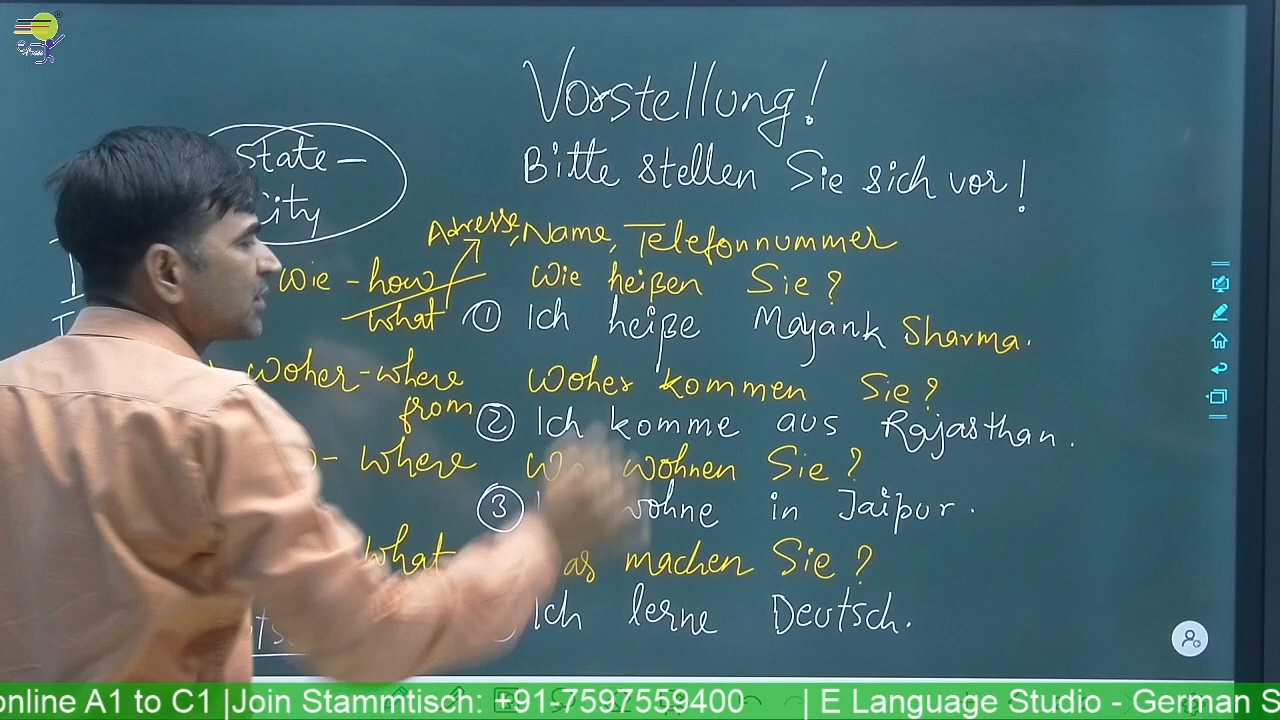 Vorstellung!
Bitte stellen Sie sich vor!
State -
City
Adresse, Name, Telefonnummer
Wie - how
what
Wie heißen Sie?
① Ich heiße Mayank Sharma.
Woher - where
from
Woher kommen Sie?
② Ich komme aus Rajasthan.
- where
wohnen Sie?
③ wohne in Jaipur.
what
machen Sie?
Ich lerne Deutsch.
online A1 to C1 |Join Stammtisch: +91-7597559400 | E Language Studio - German S